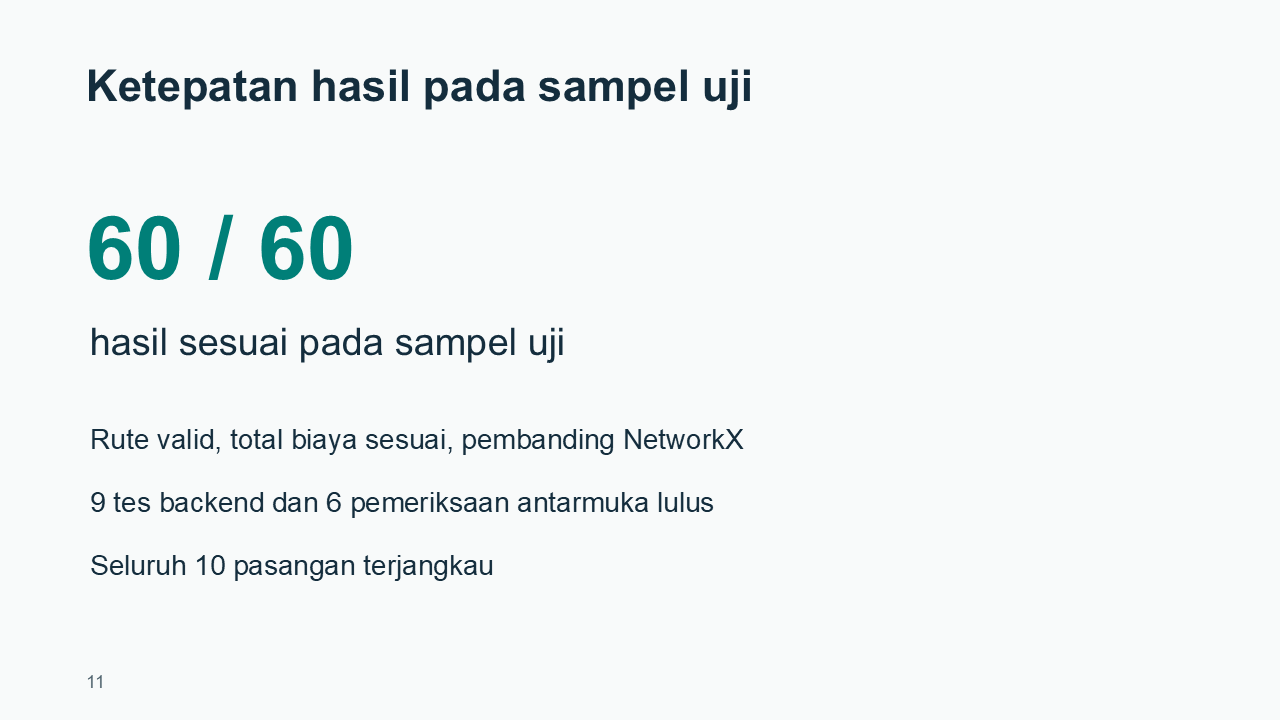 Ketepatan hasil pada sampel uji
60 / 60
hasil sesuai pada sampel uji
Rute valid, total biaya sesuai, pembanding NetworkX
9 tes backend dan 6 pemeriksaan antarmuka lulus
Seluruh 10 pasangan terjangkau
11